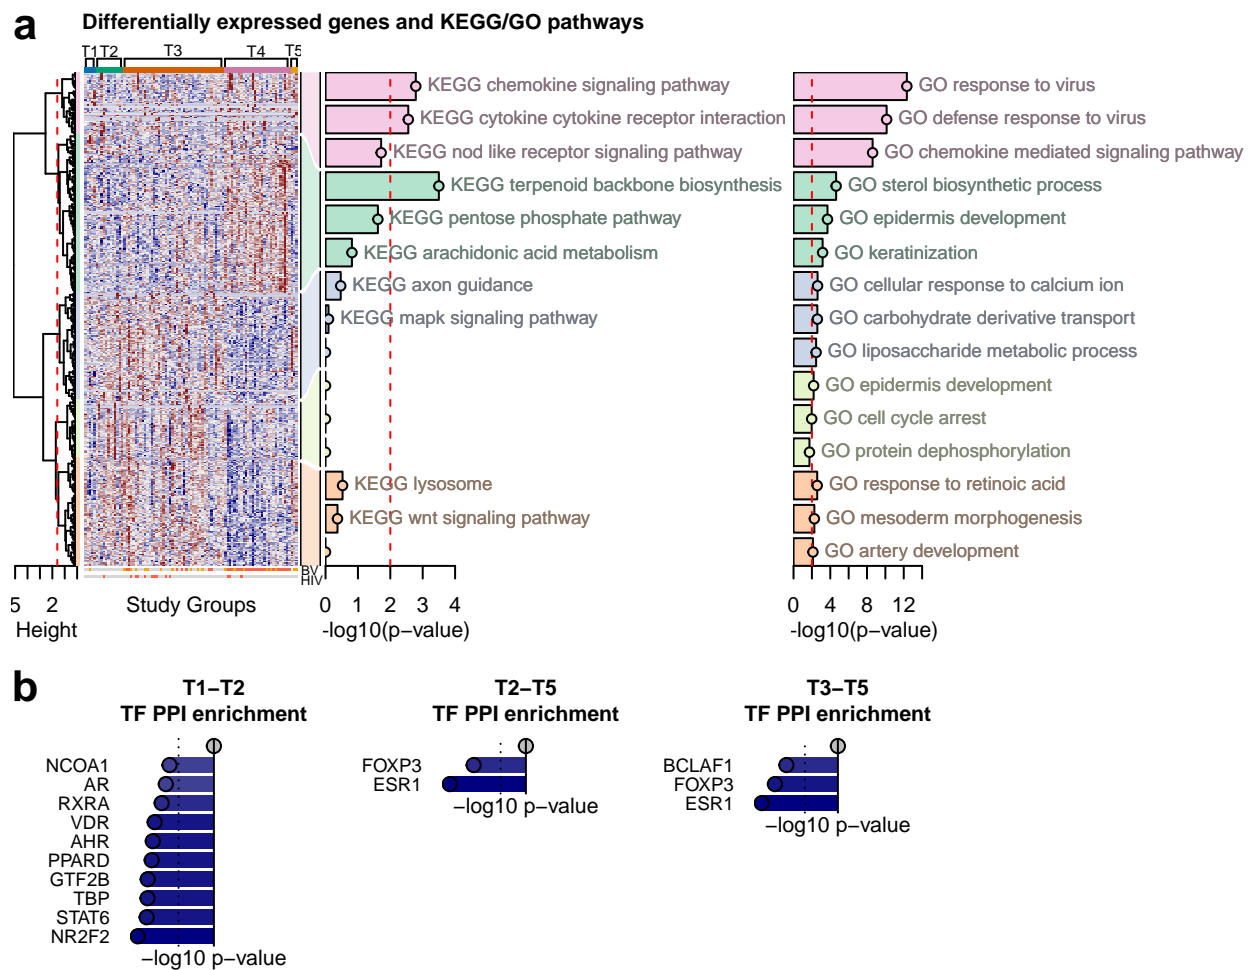 a
Differentially expressed genes and KEGG/GO pathways
T1 T2 T3 T4 T5
KEGG chemokine signaling pathway
KEGG cytokine cytokine receptor interaction
KEGG nod like receptor signaling pathway
KEGG terpenoid backbone biosynthesis
KEGG pentose phosphate pathway
KEGG arachidonic acid metabolism
KEGG axon guidance
KEGG mapk signaling pathway
KEGG lysosome
KEGG wnt signaling pathway
GO response to virus
GO defense response to virus
GO chemokine mediated signaling pathway
GO sterol biosynthetic process
GO epidermis development
GO keratinization
GO cellular response to calcium ion
GO carbohydrate derivative transport
GO liposaccharide metabolic process
GO epidermis development
GO cell cycle arrest
GO protein dephosphorylation
GO response to retinoic acid
GO mesoderm morphogenesis
GO artery development
BV
HIV
5 2
Height
Study Groups
0 1 2 3 4
-log10(p-value)
0 4 8 12
-log10(p-value)
b
T1–T2
TF PPI enrichment
NCOA1
AR
RXRA
VDR
AHR
PPARD
GTF2B
TBP
STAT6
NR2F2
−log10 p−value
T2–T5
TF PPI enrichment
FOXP3
ESR1
−log10 p−value
T3–T5
TF PPI enrichment
BCLAF1
FOXP3
ESR1
−log10 p−value